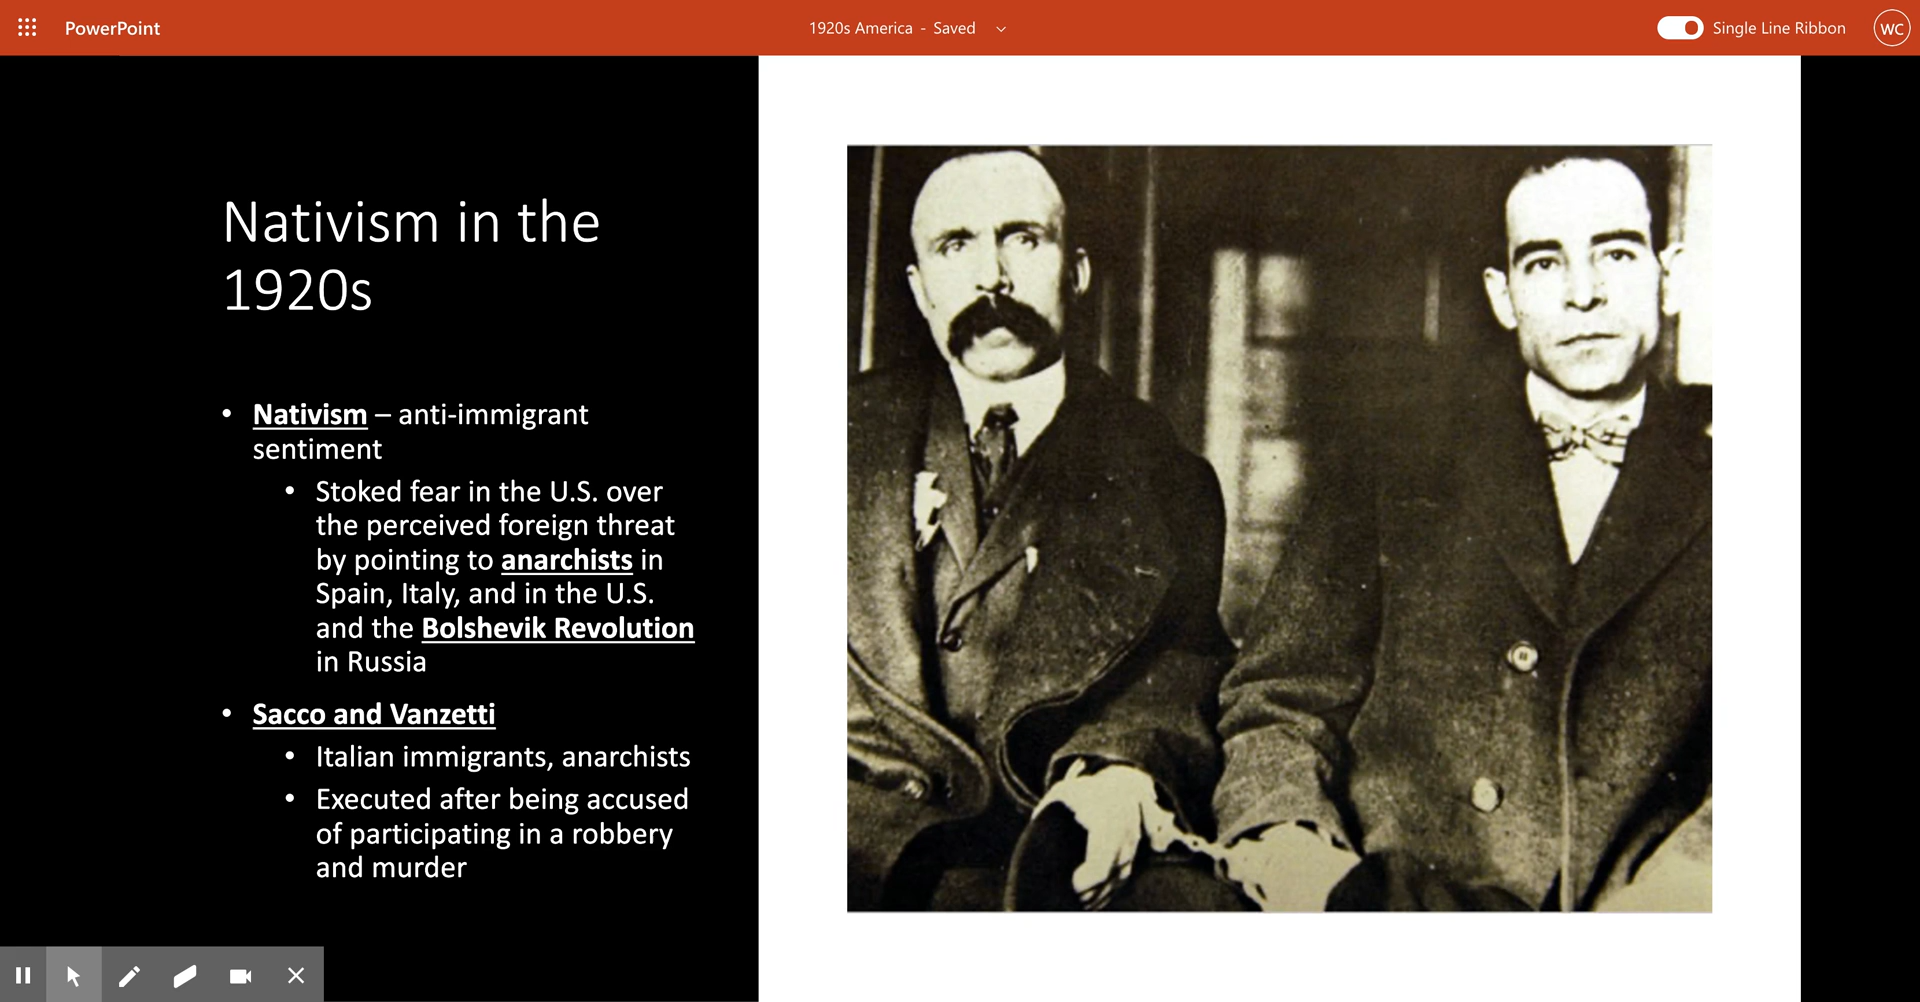 PowerPoint
1920s America - Saved
Single Line Ribbon
WC
Nativism in the
1920s
• Nativism – anti-immigrant
sentiment
• Stoked fear in the U.S. over
the perceived foreign threat
by pointing to anarchists in
Spain, Italy, and in the U.S.
and the Bolshevik Revolution
in Russia
• Sacco and Vanzetti
• Italian immigrants, anarchists
• Executed after being accused
of participating in a robbery
and murder